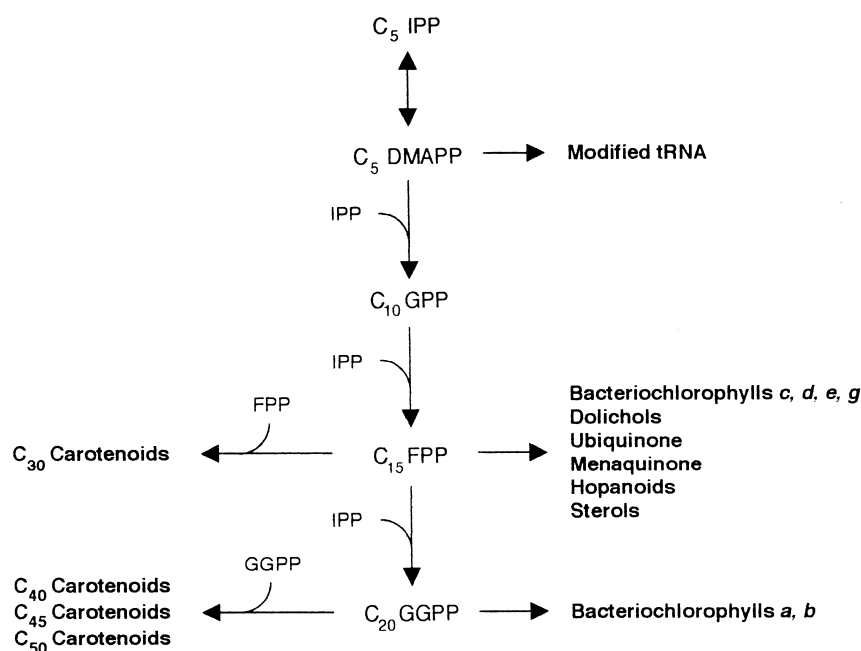 C5 IPP
C5 DMAPP
Modified tRNA
IPP
C10 GPP
IPP
FPP
C30 Carotenoids
C15 FPP
Bacteriochlorophylls c, d, e, g
Dolichols
Ubiquinone
Menaquinone
Hopanoids
Sterols
IPP
GGPP
C40 Carotenoids
C45 Carotenoids
C50 Carotenoids
C20 GGPP
Bacteriochlorophylls a, b